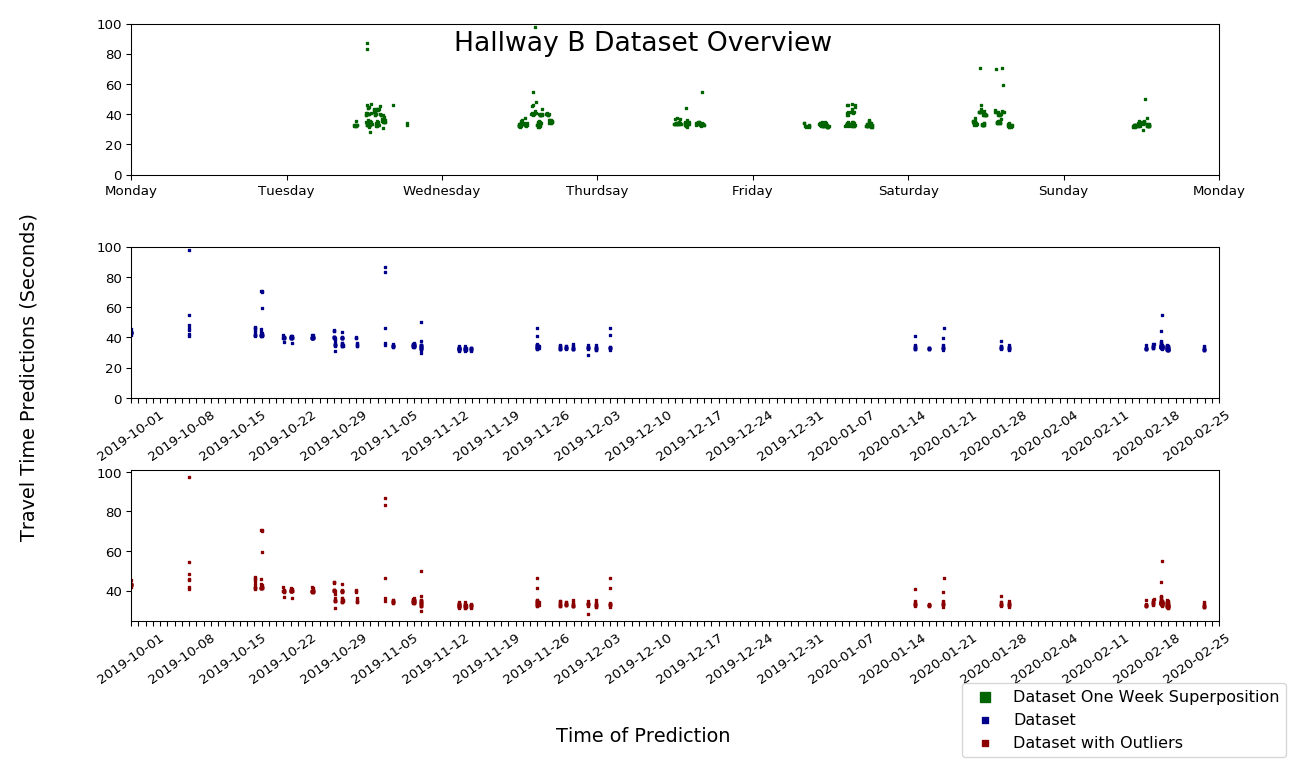 Hallway B Dataset Overview
100
80
60
40
20
0
Monday Tuesday Wednesday Thurdsay Friday Saturday Sunday Monday
Travel Time Predictions (Seconds)
100
80
60
40
20
0
2019-10-01 2019-10-08 2019-10-15 2019-10-22 2019-10-29 2019-11-05 2019-11-12 2019-11-19 2019-11-26 2019-12-03 2019-12-10 2019-12-17 2019-12-24 2019-12-31 2020-01-07 2020-01-14 2020-01-21 2020-01-28 2020-02-04 2020-02-11 2020-02-18 2020-02-25
100
80
60
40
2019-10-01 2019-10-08 2019-10-15 2019-10-22 2019-10-29 2019-11-05 2019-11-12 2019-11-19 2019-11-26 2019-12-03 2019-12-10 2019-12-17 2019-12-24 2019-12-31 2020-01-07 2020-01-14 2020-01-21 2020-01-28 2020-02-04 2020-02-11 2020-02-18 2020-02-25
Time of Prediction
Dataset One Week Superposition
Dataset
Dataset with Outliers